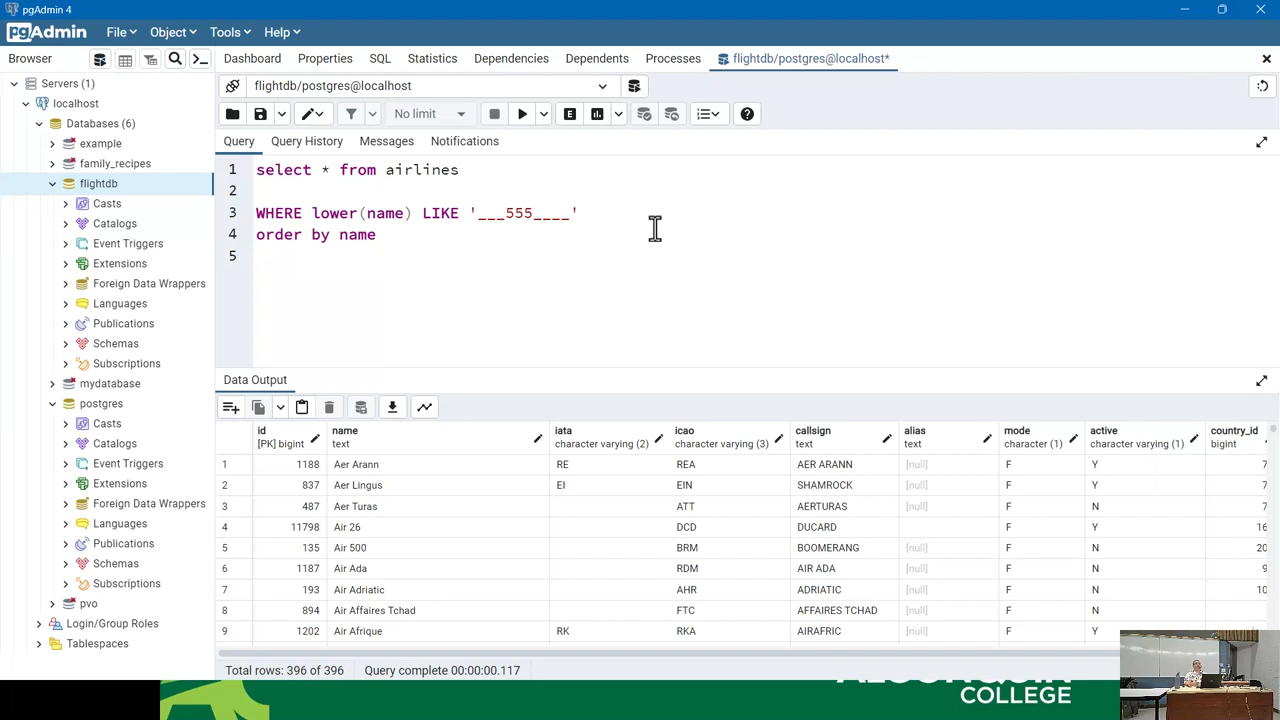 pgAdmin 4
pgAdmin File Object Tools Help
Browser Dashboard Properties SQL Statistics Dependencies Dependents Processes flightdb/postgres@localhost*
Servers (1)
localhost
Databases (6)
example
family_recipes
flightdb
Casts
Catalogs
Event Triggers
Extensions
Foreign Data Wrappers
Languages
Publications
Schemas
Subscriptions
mydatabase
postgres
Casts
Catalogs
Event Triggers
Extensions
Foreign Data Wrappers
Languages
Publications
Schemas
Subscriptions
pvo
Login/Group Roles
Tablespaces
flightdb/postgres@localhost
No limit E
Query Query History Messages Notifications
1 select * from airlines
2
3 WHERE lower(name) LIKE '___555____'
4 order by name
5
Data Output
id name iata icao callsign alias mode active country_id
[PK] bigint text character varying (2) character varying (3) text text character (1) character varying (1) bigint
1 1188 Aer Arann RE REA AER ARANN [null] F Y 7
2 837 Aer Lingus EI EIN SHAMROCK [null] F Y 7
3 487 Aer Turas ATT AERTURAS [null] F N 7
4 11798 Air 26 DCD DUCARD F Y 16
5 135 Air 500 BRM BOOMERANG [null] F N 20
6 1187 Air Ada RDM AIR ADA [null] F N 9
7 193 Air Adriatic AHR ADRIATIC [null] F N 10
8 894 Air Affaires Tchad FTC AFFAIRES TCHAD [null] F N
9 1202 Air Afrique RK RKA AIRAFRIC [null] F Y
Total rows: 396 of 396 Query complete 00:00:00.117
COLLEGE